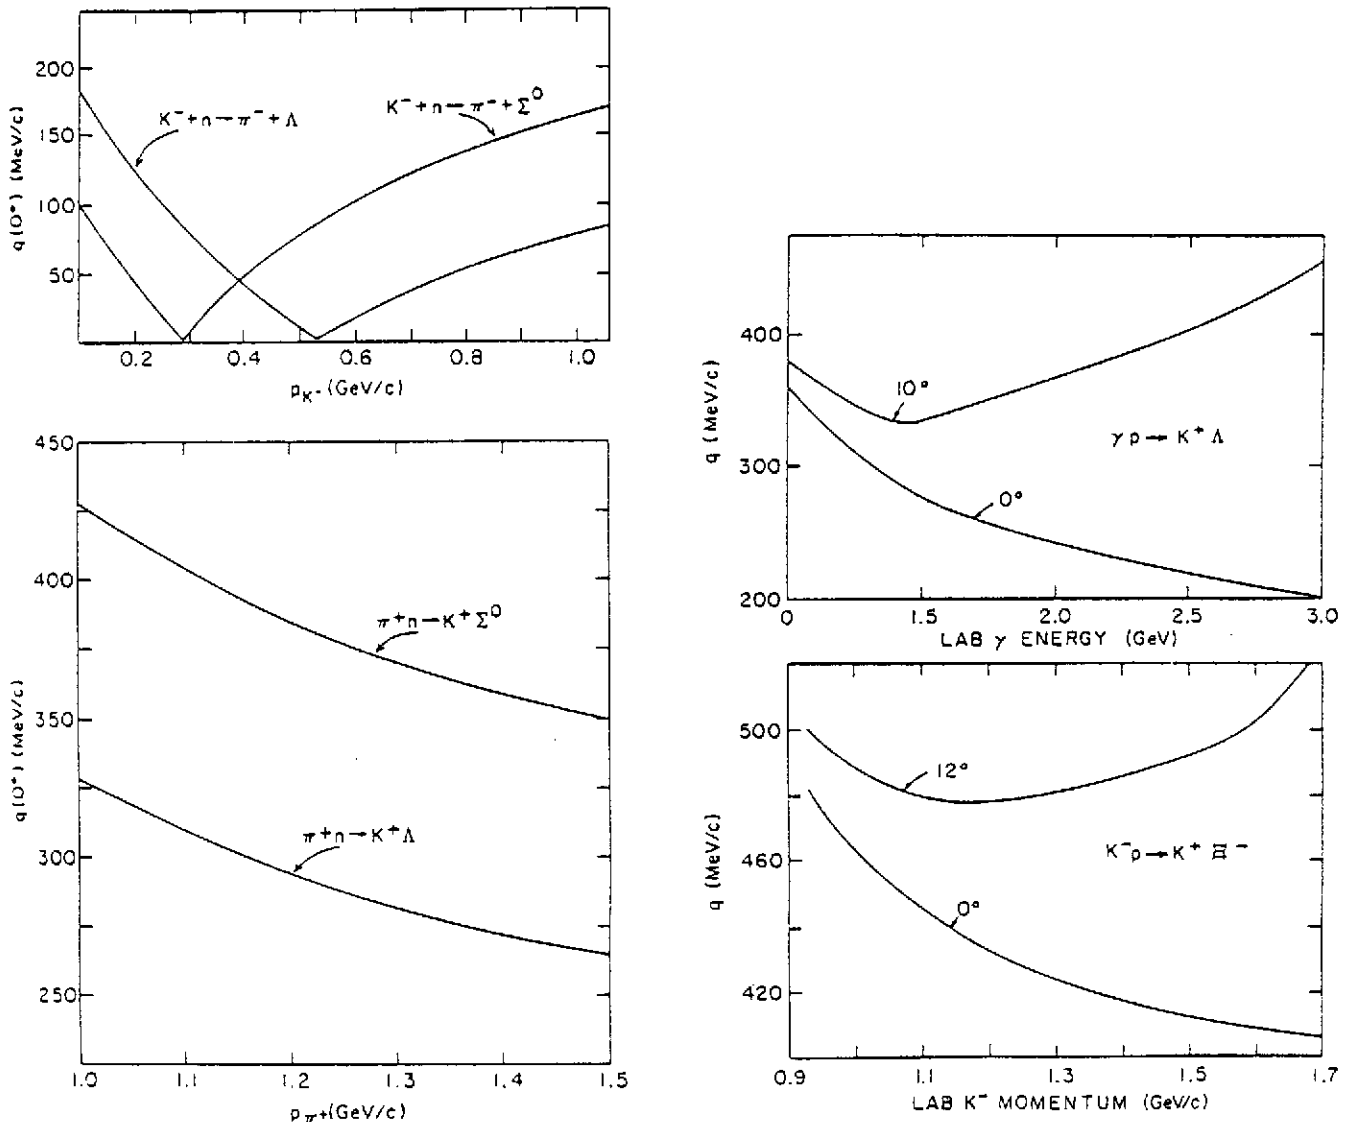 200
150
100
50
q (0°) (MeV/c)
K⁻+n→π⁻+Λ
K⁻+n→π⁻+Σ⁰
0.2 0.4 0.6 0.8 1.0
p_K⁻ (GeV/c)
450
400
350
300
250
q(0°) (MeV/c)
π⁺n→K⁺Σ⁰
π⁺n→K⁺Λ
1.0 1.1 1.2 1.3 1.4 1.5
p_π⁺ (GeV/c)
400
300
200
q (MeV/c)
10°
γp→K⁺Λ
0°
0 1.5 2.0 2.5 3.0
LAB γ ENERGY (GeV)
500
460
420
q (MeV/c)
12°
K⁻p→K⁺Ξ⁻
0°
0.9 1.1 1.3 1.5 1.7
LAB K⁻ MOMENTUM (GeV/c)